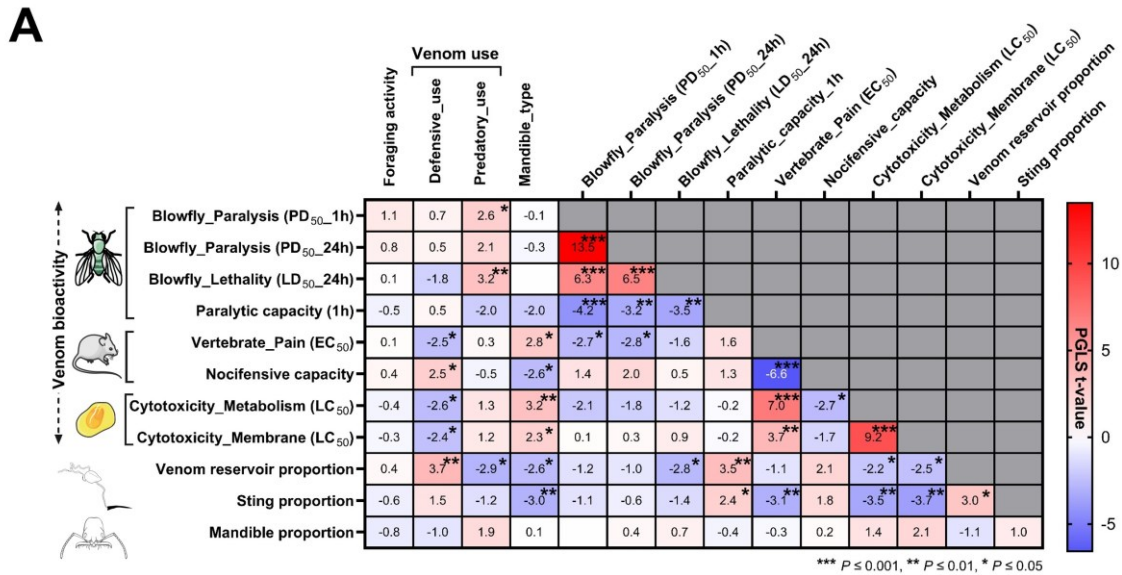 A
Venom use
Foraging activity
Defensive_use
Predatory_use
Mandible_type
Blowfly_Paralysis (PD50_1h)
Blowfly_Paralysis (PD50_24h)
Blowfly_Lethality (LD50_24h)
Paralytic capacity_1h
Vertebrate_Pain (EC50)
Nocifensive_capacity
Cytotoxicity_Metabolism (LC50)
Cytotoxicity_Membrane (LC50)
Venom reservoir proportion
Sting proportion
Venom bioactivity
Blowfly_Paralysis (PD50_1h) 1.1 0.7 2.6* -0.1
Blowfly_Paralysis (PD50_24h) 0.8 0.5 2.1 -0.3 13.5***
Blowfly_Lethality (LD50_24h) 0.1 -1.8 3.2** 6.3*** 6.5***
Paralytic capacity (1h) -0.5 0.5 -2.0 -2.0 -4.2*** -3.2** -3.5**
Vertebrate_Pain (EC50) 0.1 -2.5* 0.3 2.8* -2.7* -2.8* -1.6 1.6
Nocifensive capacity 0.4 2.5* -0.5 -2.6* 1.4 2.0 0.5 1.3 -6.6***
Cytotoxicity_Metabolism (LC50) -0.4 -2.6* 1.3 3.2** -2.1 -1.8 -1.2 -0.2 7.0*** -2.7*
Cytotoxicity_Membrane (LC50) -0.3 -2.4* 1.2 2.3* 0.1 0.3 0.9 -0.2 3.7** -1.7 9.2***
Venom reservoir proportion 0.4 3.7** -2.9* -2.6* -1.2 -1.0 -2.8* 3.5** -1.1 2.1 -2.2* -2.5*
Sting proportion -0.6 1.5 -1.2 -3.0** -1.1 -0.6 -1.4 2.4* -3.1** 1.8 -3.5** -3.7** 3.0*
Mandible proportion -0.8 -1.0 1.9 0.1 0.4 0.7 -0.4 -0.3 0.2 1.4 2.1 -1.1 1.0
10
5
0
-5
PGLS t-value
*** P ≤ 0.001, ** P ≤ 0.01, * P ≤ 0.05